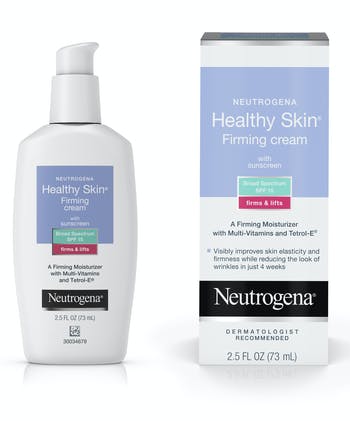 NEUTROGENA
Healthy Skin®
Firming
cream
with
sunscreen
Broad Spectrum
SPF 15
firms & lifts
A Firming Moisturizer
with Multi-Vitamins
and Tetrol-E®
Neutrogena®
2.5 FL OZ (73 mL)
30034679
NEUTROGENA
Healthy Skin®
Firming cream
with
sunscreen
Broad Spectrum
SPF 15
firms & lifts
A Firming Moisturizer
with Multi-Vitamins and Tetrol-E®
Visibly improves skin elasticity and
firmness while reducing the look of
wrinkles in just 4 weeks
Neutrogena®
DERMATOLOGIST
RECOMMENDED
2.5 FL OZ (73 mL)